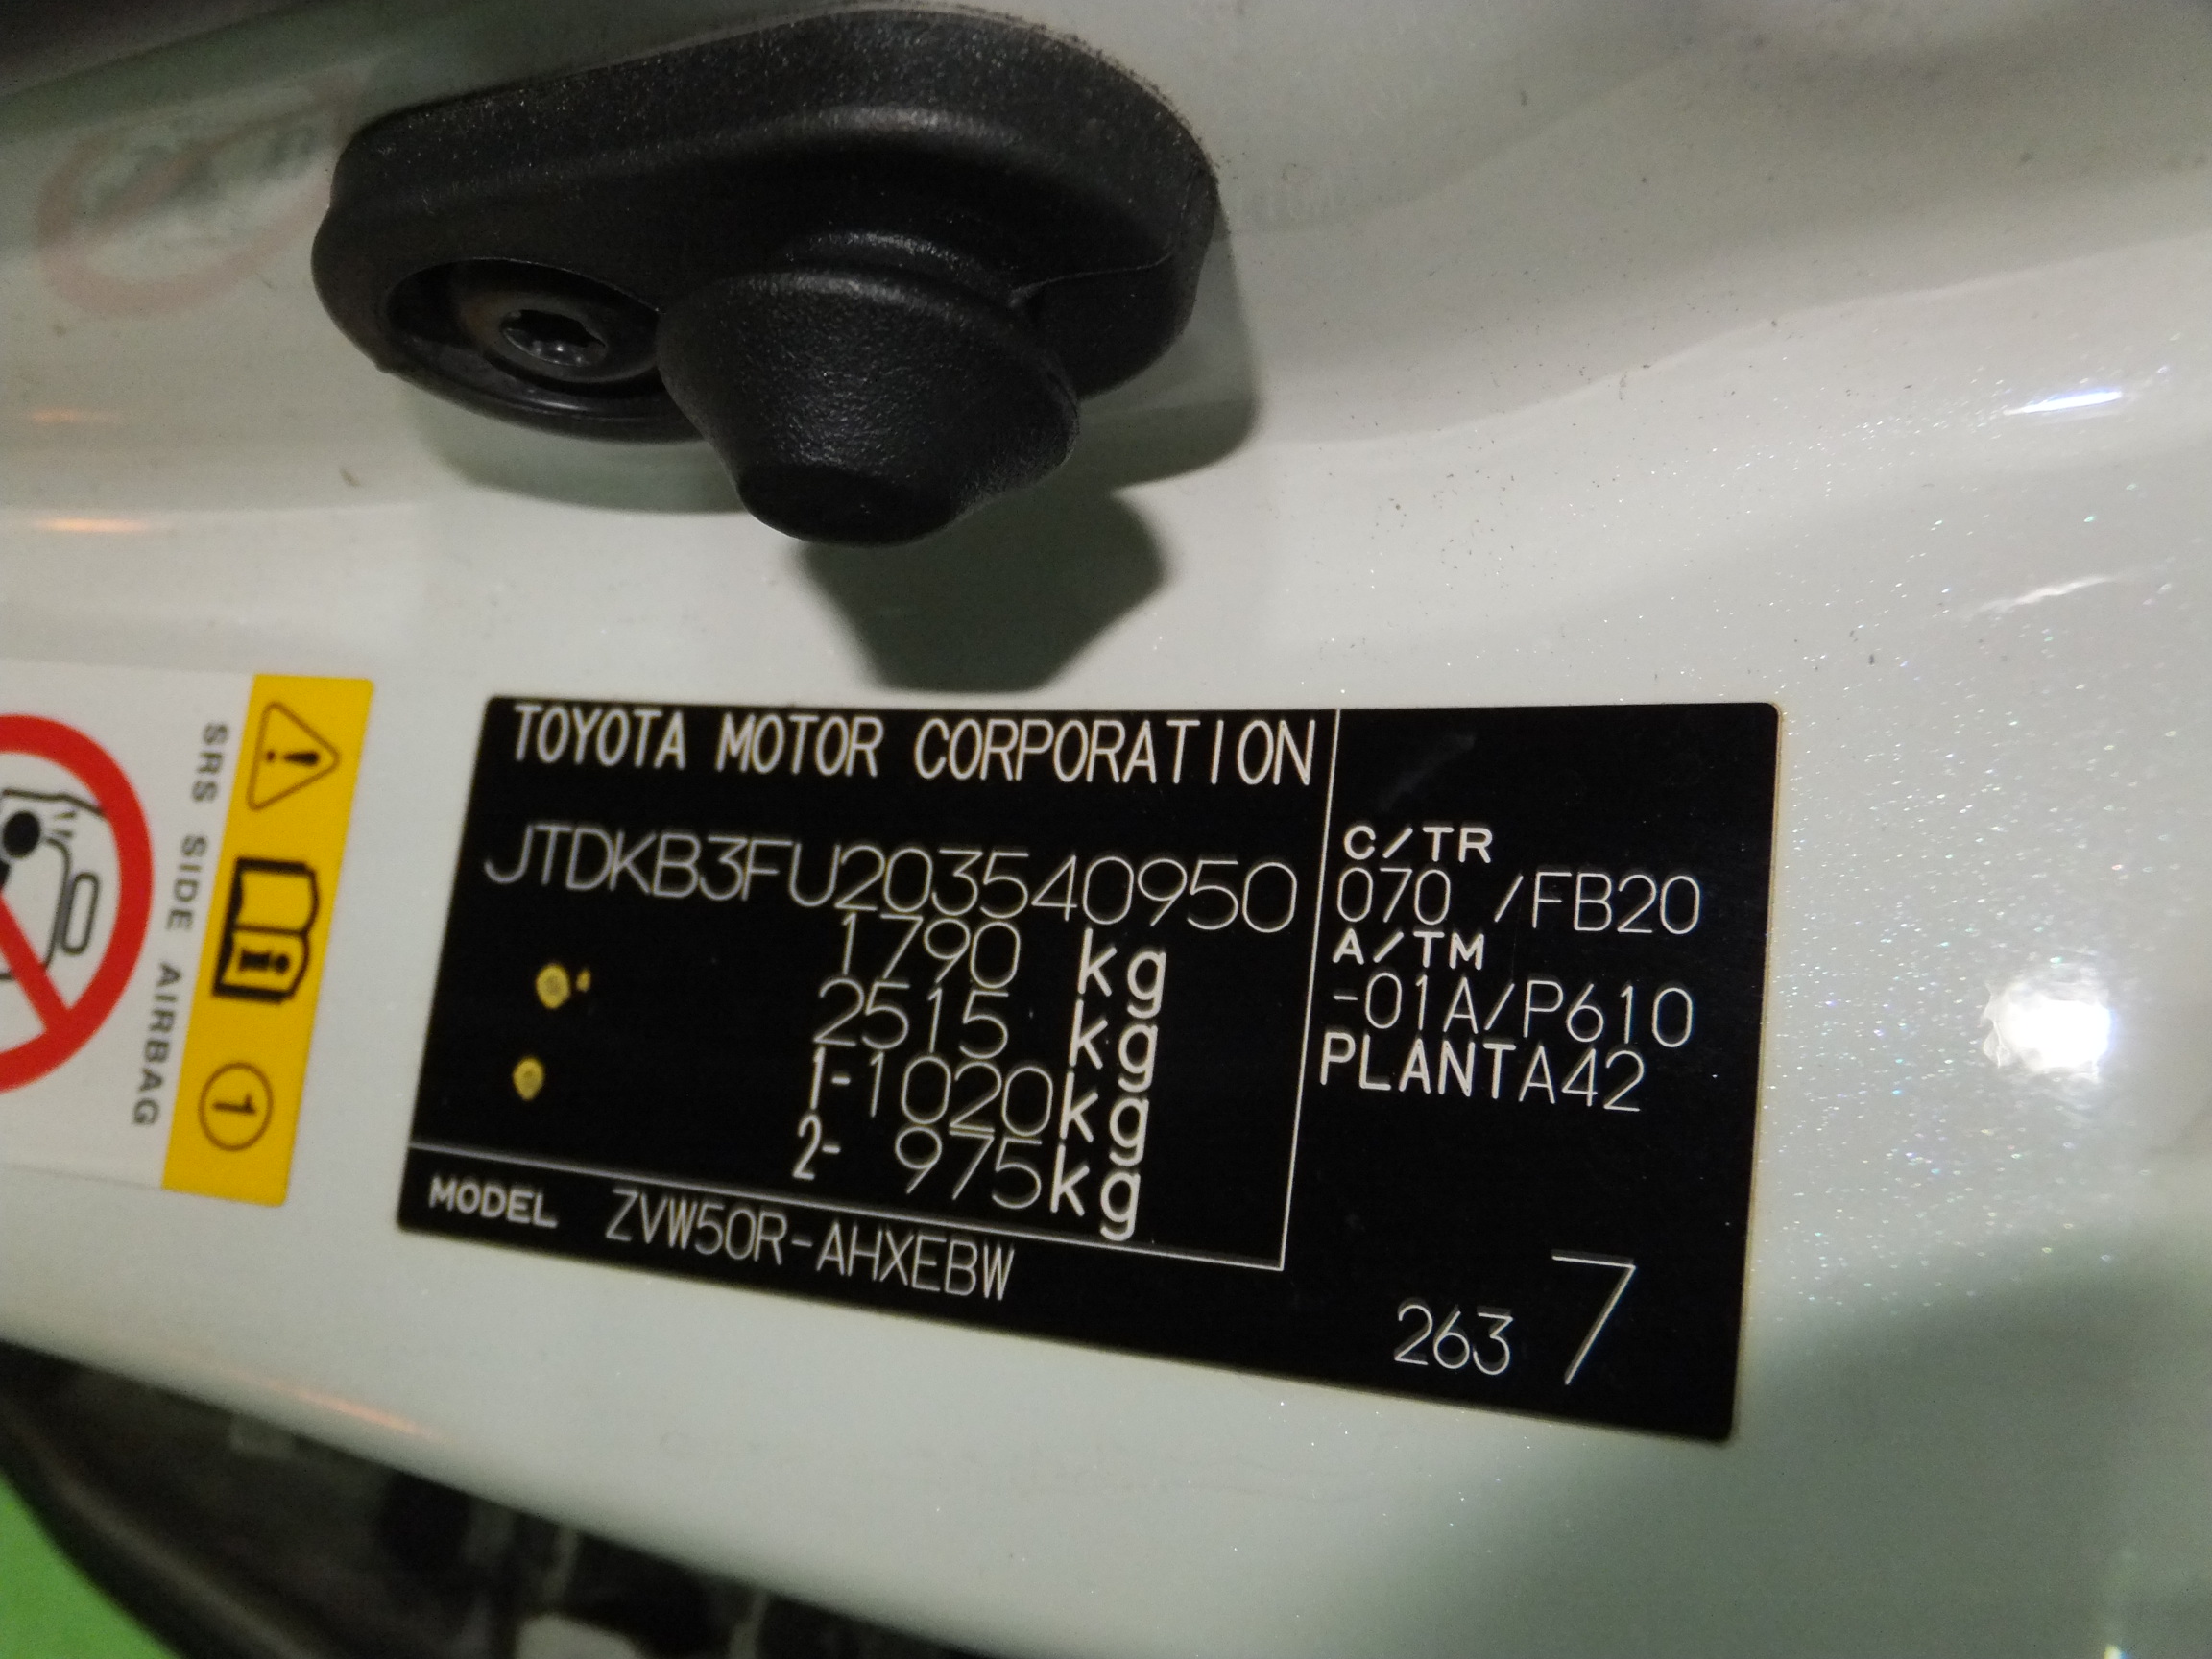 TOYOTA MOTOR CORPORATION
JTDKB3FU203540950
1790 kg
2515 kg
1-1020kg
2- 975kg
MODEL ZVW50R-AHXEBW
C/TR
070 /FB20
A/TM
-01A/P610
PLANTA42
263 7
SRS SIDE AIRBAG
1